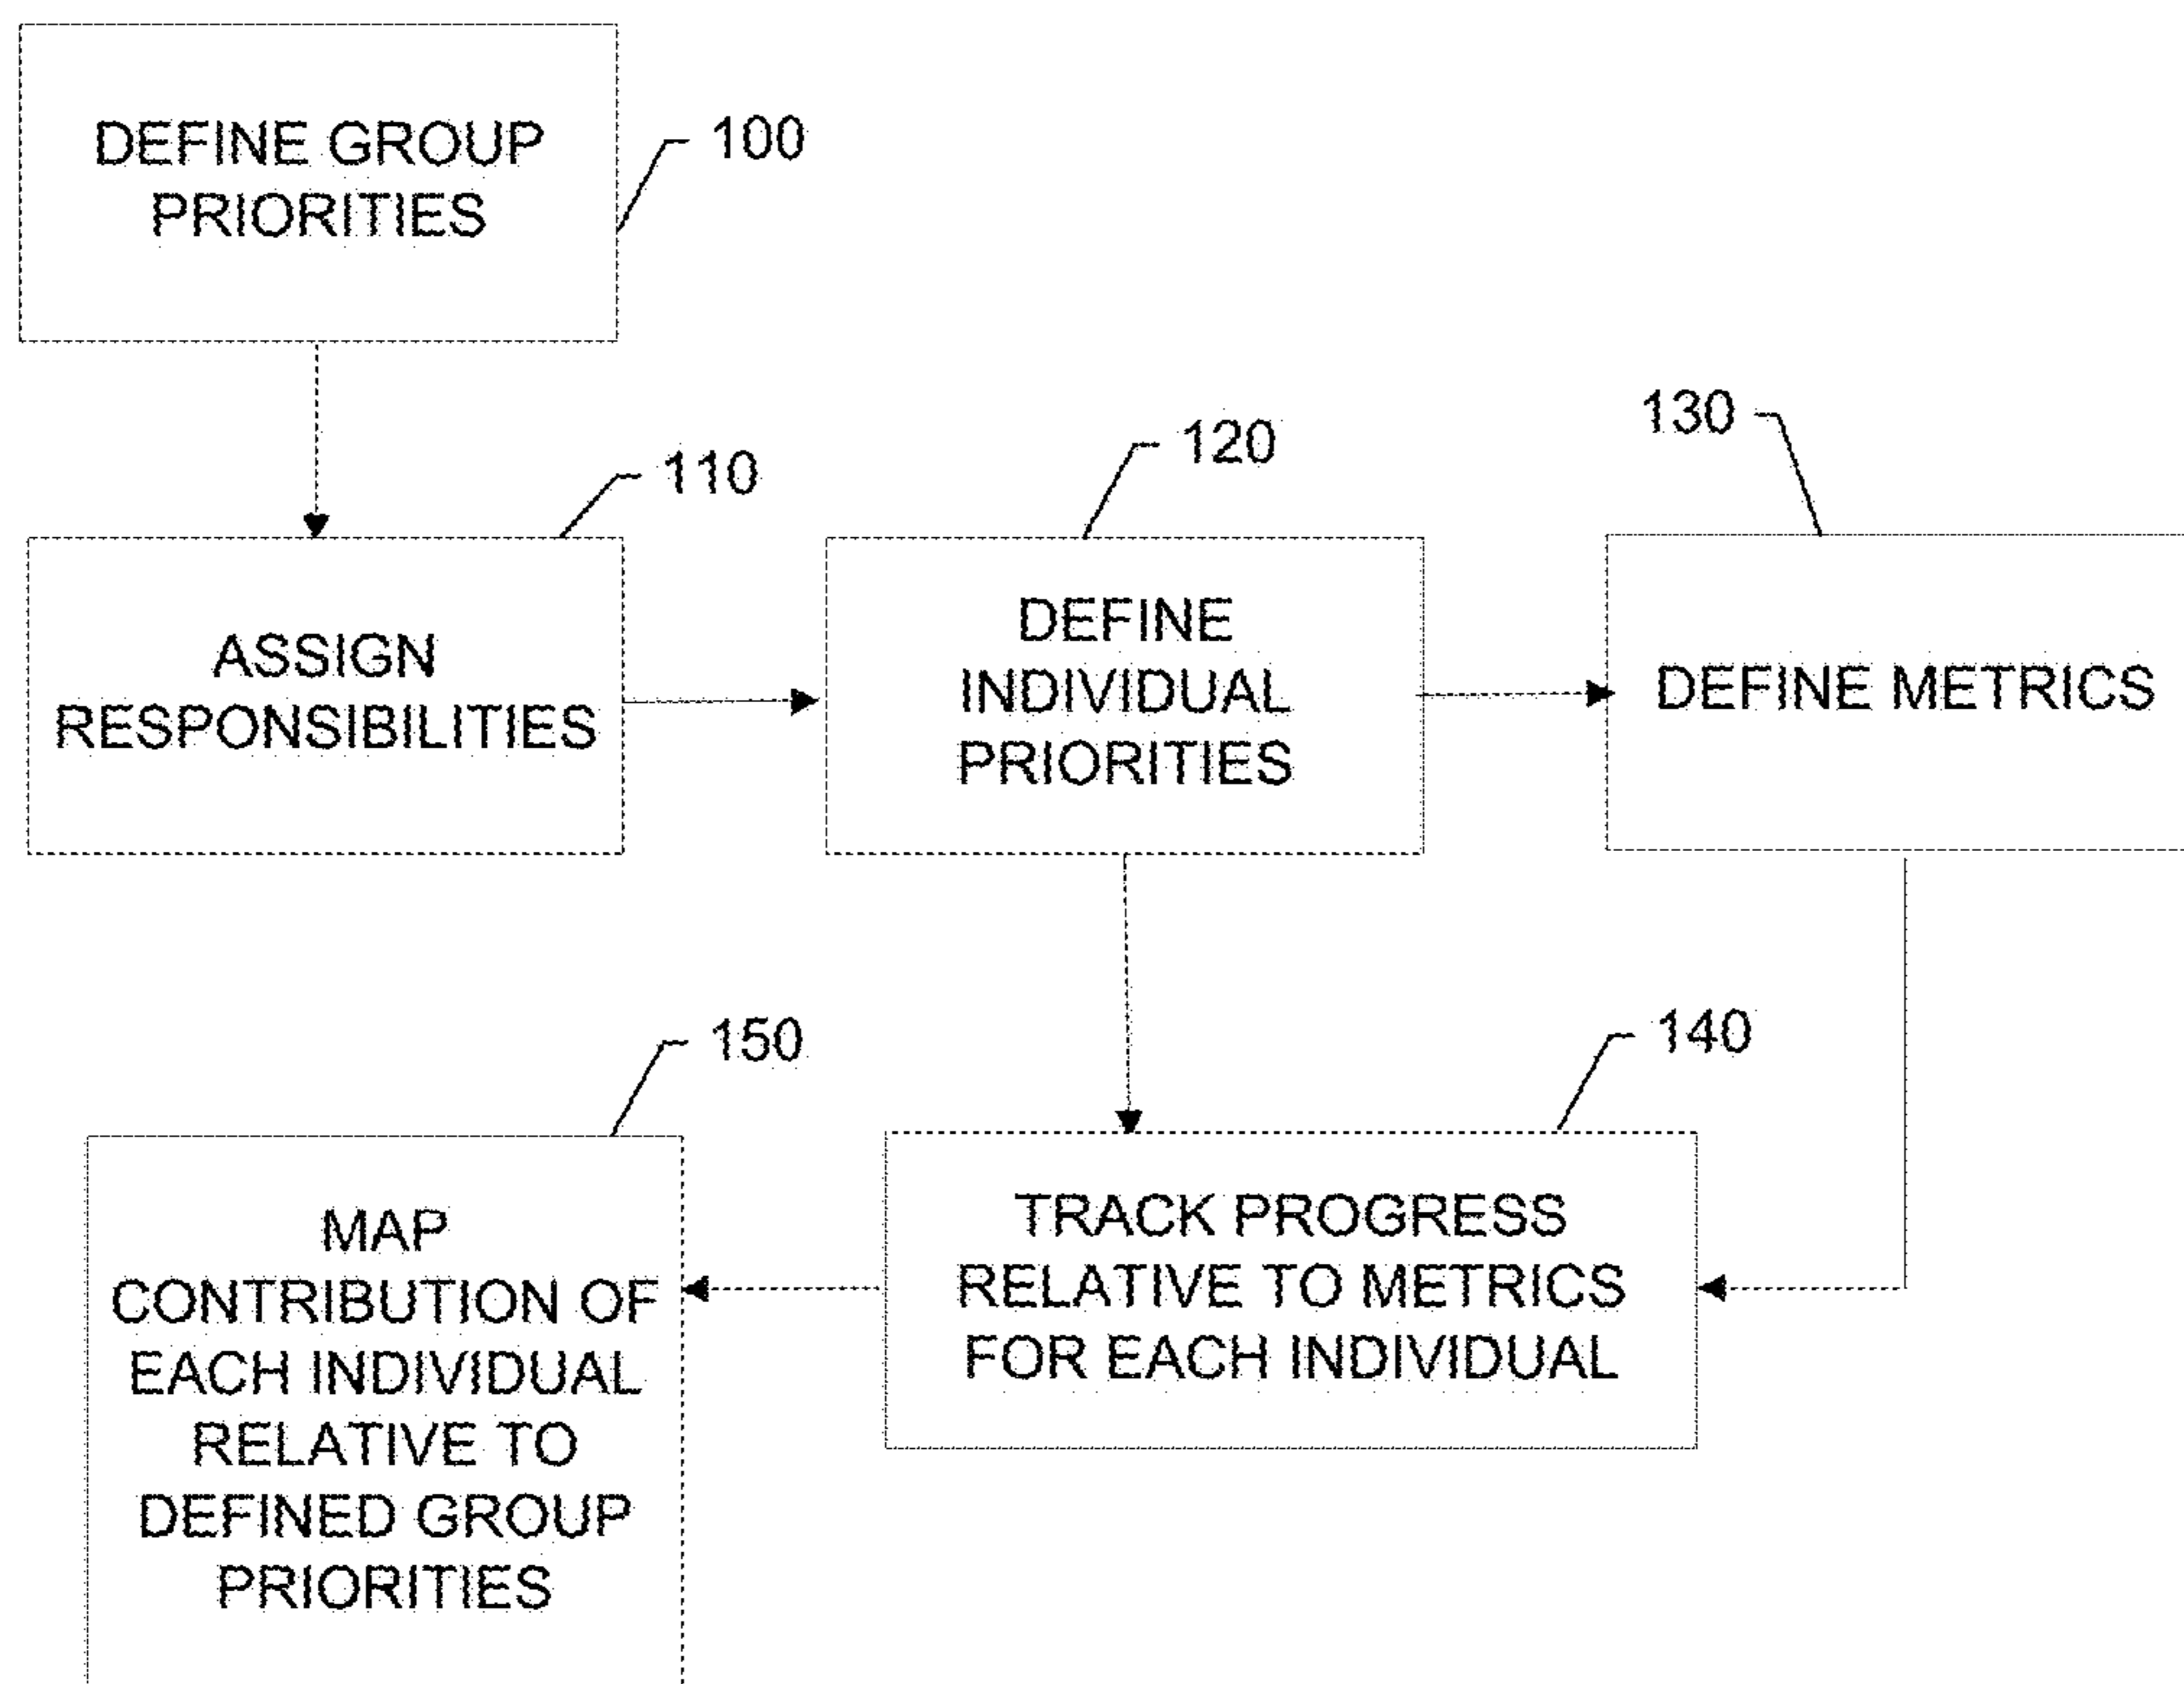 DEFINE GROUP
PRIORITIES
100
110
ASSIGN
RESPONSIBILITIES
120
DEFINE
INDIVIDUAL
PRIORITIES
130
DEFINE METRICS
140
TRACK PROGRESS
RELATIVE TO METRICS
FOR EACH INDIVIDUAL
150
MAP
CONTRIBUTION OF
EACH INDIVIDUAL
RELATIVE TO
DEFINED GROUP
PRIORITIES